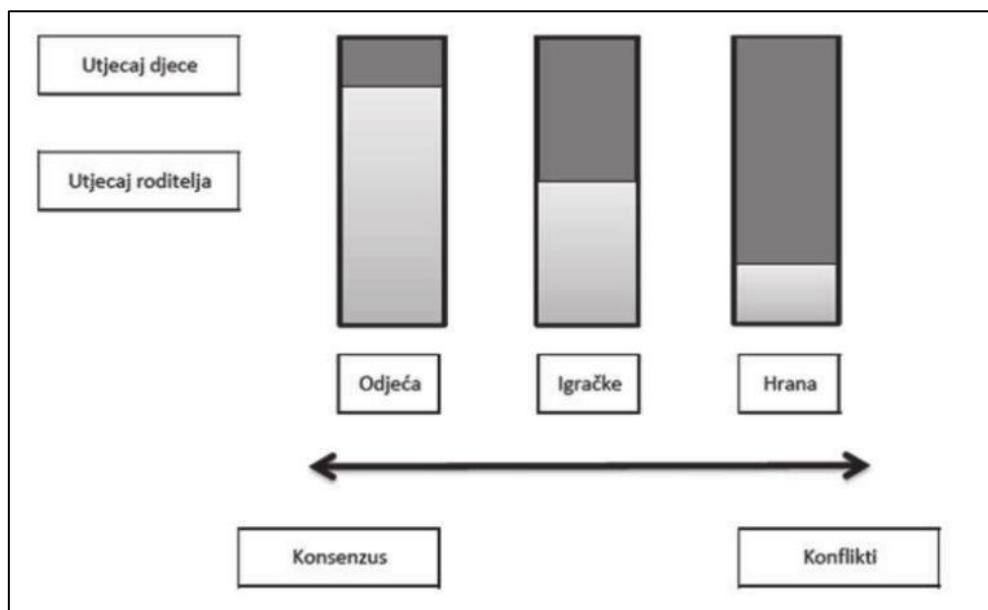 Utjecaj djece
Utjecaj roditelja
Odjeća
Igračke
Hrana
Konsenzus
Konflikti